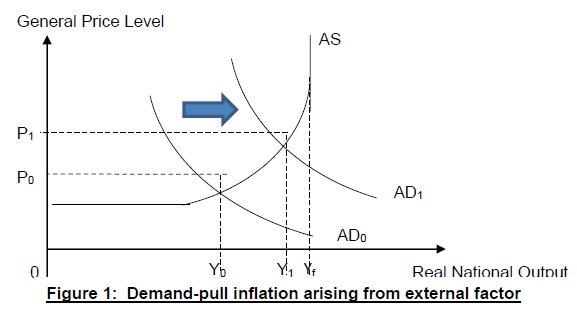 General Price Level
AS
P1
P0
AD1
AD0
0
Y0
Y1
Yf
Real National Output
Figure 1: Demand-pull inflation arising from external factor